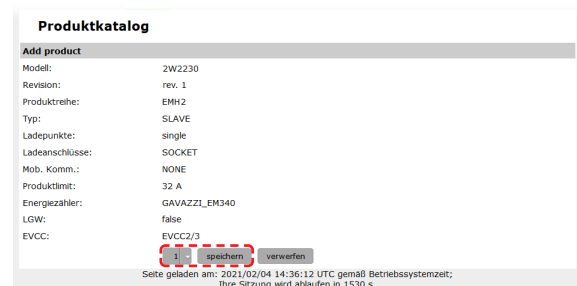 Produktkatalog
Add product
Modell: 2W2230
Revision: rev. 1
Produktreihe: EMH2
Typ: SLAVE
Ladepunkte: single
Ladeanschlüsse: SOCKET
Mob. Komm.: NONE
Produktlimit: 32 A
Energiezähler: GAVAZZI_EM340
LGW: false
EVCC: EVCC2/3
1 speichern verwerfen
Seite geladen am: 2021/02/04 14:36:12 UTC gemäß Betriebssystemzeit;
Ihre Sitzung wird ablaufen in 1530 s